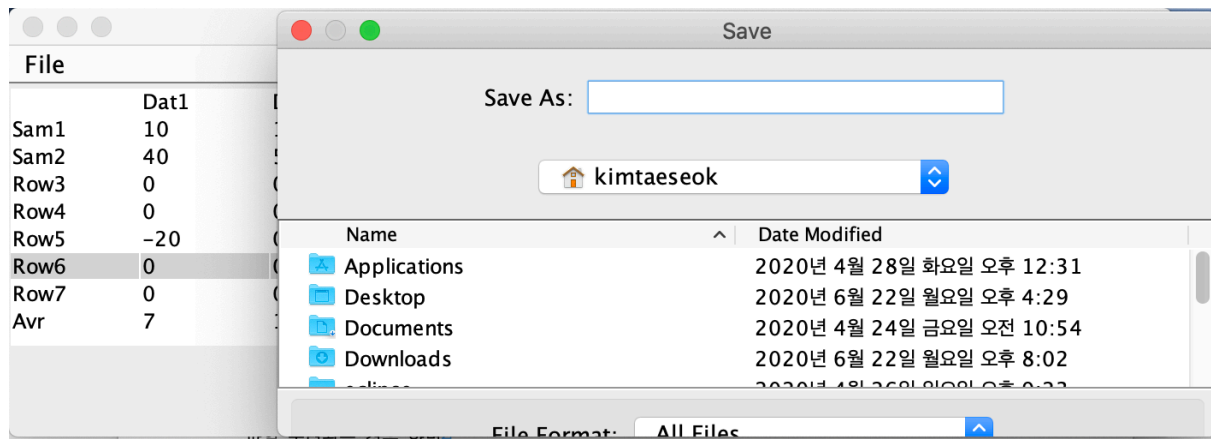 File
Dat1
Sam1 10
Sam2 40
Row3 0
Row4 0
Row5 -20
Row6 0
Row7 0
Avr 7
Save
Save As:
kimtaeseok
Name Date Modified
Applications 2020년 4월 28일 화요일 오후 12:31
Desktop 2020년 6월 22일 월요일 오후 4:29
Documents 2020년 4월 24일 금요일 오전 10:54
Downloads 2020년 6월 22일 월요일 오후 8:02
File Format: All Files